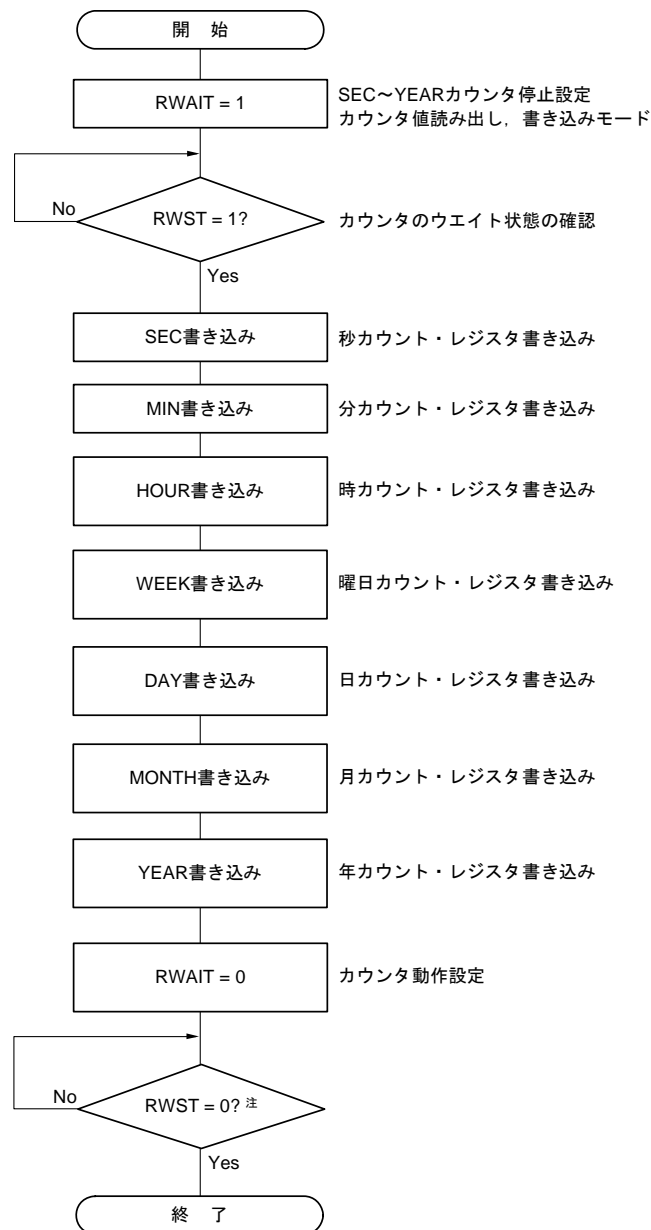 開 始
RWAIT = 1
SEC～YEARカウンタ停止設定
カウンタ値読み出し，書き込みモード
No
RWST = 1?
カウンタのウエイト状態の確認
Yes
SEC書き込み
秒カウント・レジスタ書き込み
MIN書き込み
分カウント・レジスタ書き込み
HOUR書き込み
時カウント・レジスタ書き込み
WEEK書き込み
曜日カウント・レジスタ書き込み
DAY書き込み
日カウント・レジスタ書き込み
MONTH書き込み
月カウント・レジスタ書き込み
YEAR書き込み
年カウント・レジスタ書き込み
RWAIT = 0
カウンタ動作設定
No
RWST = 0? 注
Yes
終 了